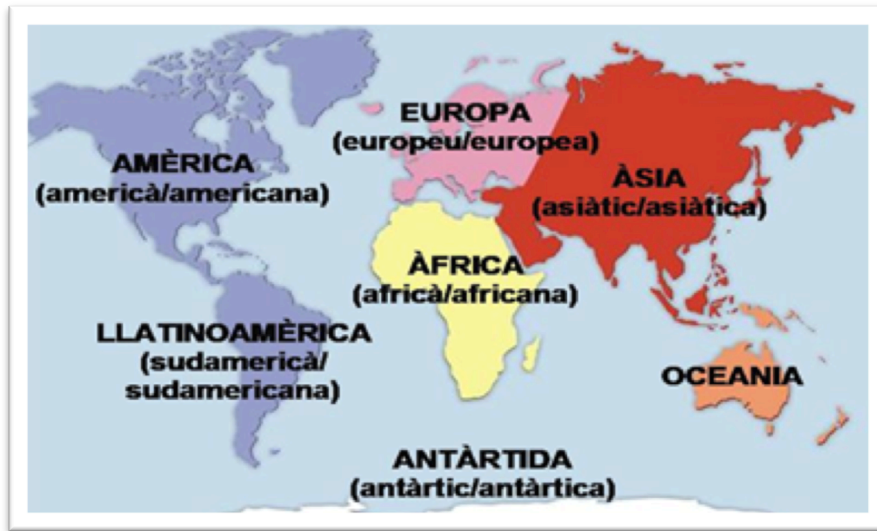 EUROPA
(europeu/europea)
AMÈRICA
(americà/americana)
ÀSIA
(asiàtic/asiàtica)
ÀFRICA
(africà/africana)
LLATINOAMÈRICA
(sudamericà/
sudamericana)
OCEANIA
ANTÀRTIDA
(antàrtic/antàrtica)